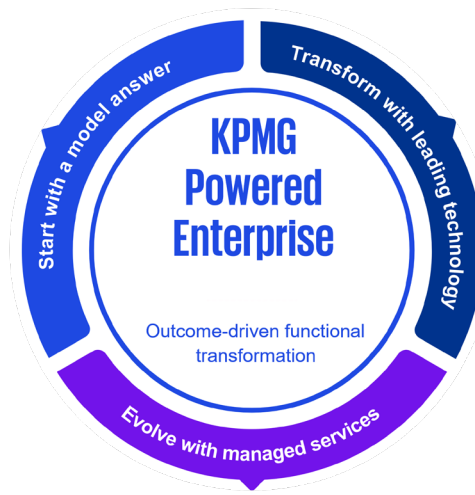 Start with a model answer
Transform with leading technology
KPMG
Powered
Enterprise
Outcome-driven functional
transformation
Evolve with managed services